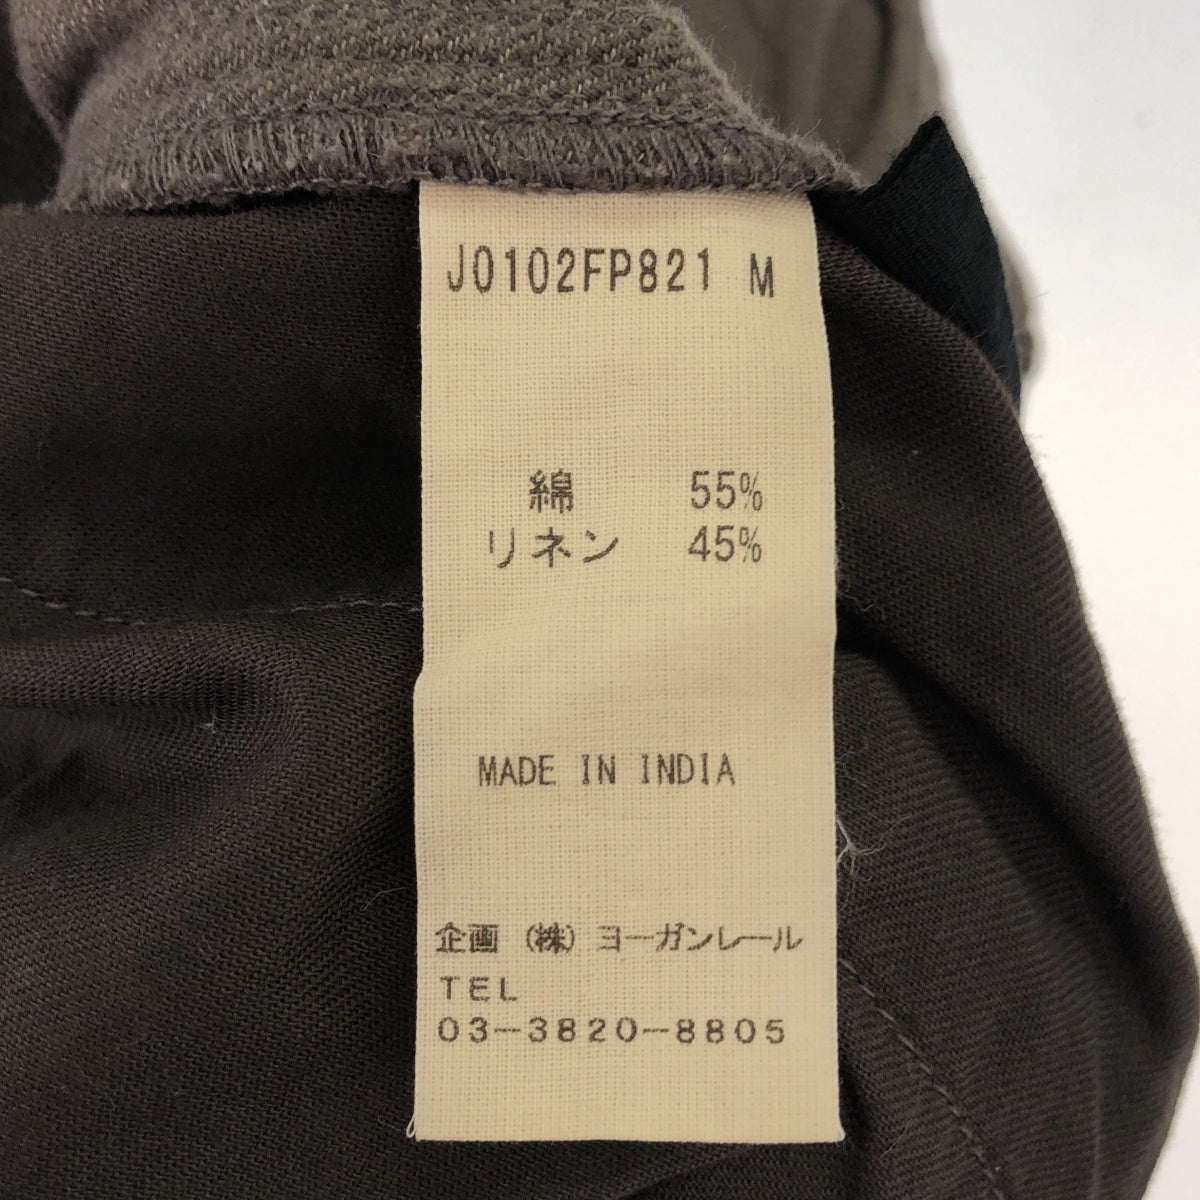 J0102FP821 M
綿 55%
リネン 45%
MADE IN INDIA
企画 (株) ヨーガンレール
TEL
03-3820-8805